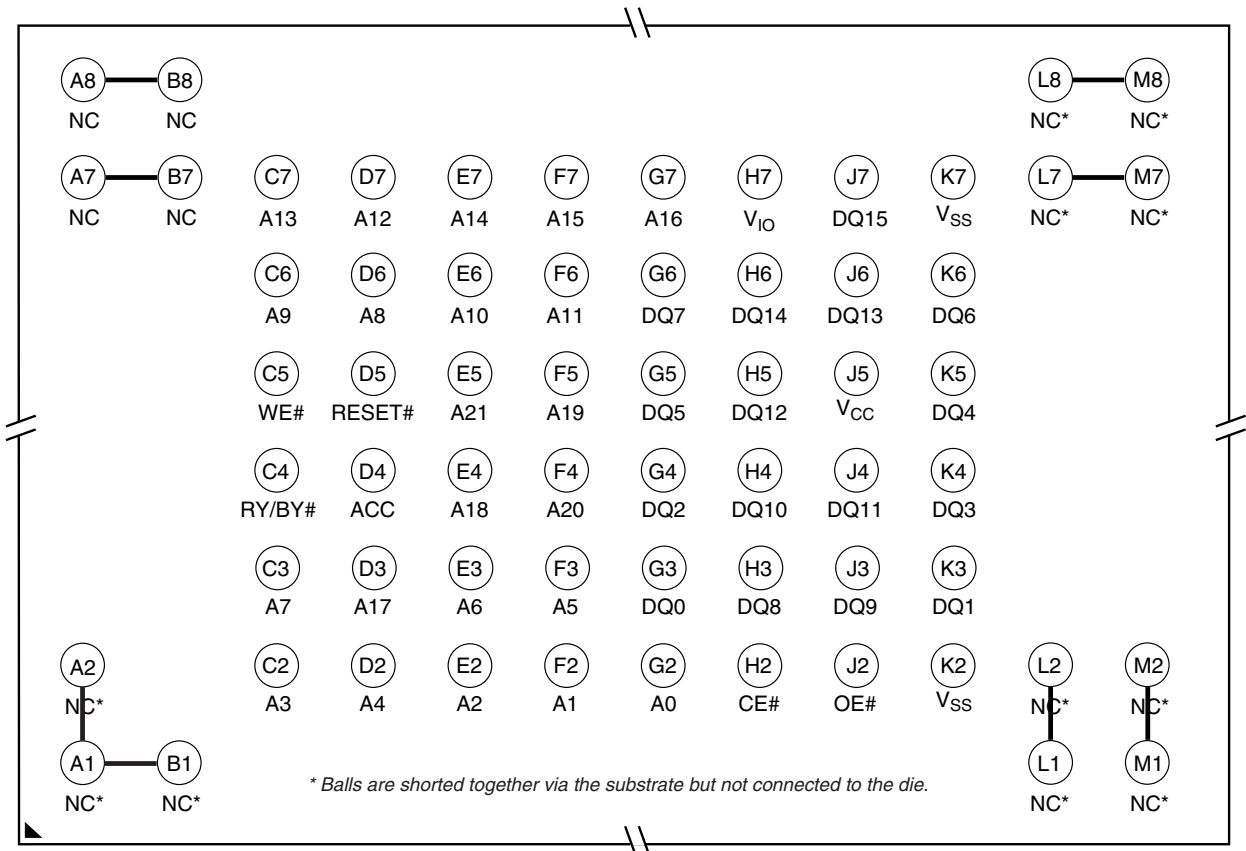 A8 B8 L8 M8
NC NC NC* NC*
A7 B7 C7 D7 E7 F7 G7 H7 J7 K7 L7 M7
NC NC A13 A12 A14 A15 A16 VIO DQ15 VSS NC* NC*
C6 D6 E6 F6 G6 H6 J6 K6
A9 A8 A10 A11 DQ7 DQ14 DQ13 DQ6
C5 D5 E5 F5 G5 H5 J5 K5
WE# RESET# A21 A19 DQ5 DQ12 VCC DQ4
C4 D4 E4 F4 G4 H4 J4 K4
RY/BY# ACC A18 A20 DQ2 DQ10 DQ11 DQ3
C3 D3 E3 F3 G3 H3 J3 K3
A7 A17 A6 A5 DQ0 DQ8 DQ9 DQ1
A2 C2 D2 E2 F2 G2 H2 J2 K2 L2 M2
NC* A3 A4 A2 A1 A0 CE# OE# VSS NC* NC*
A1 B1 L1 M1
* Balls are shorted together via the substrate but not connected to the die.
NC* NC* NC* NC*